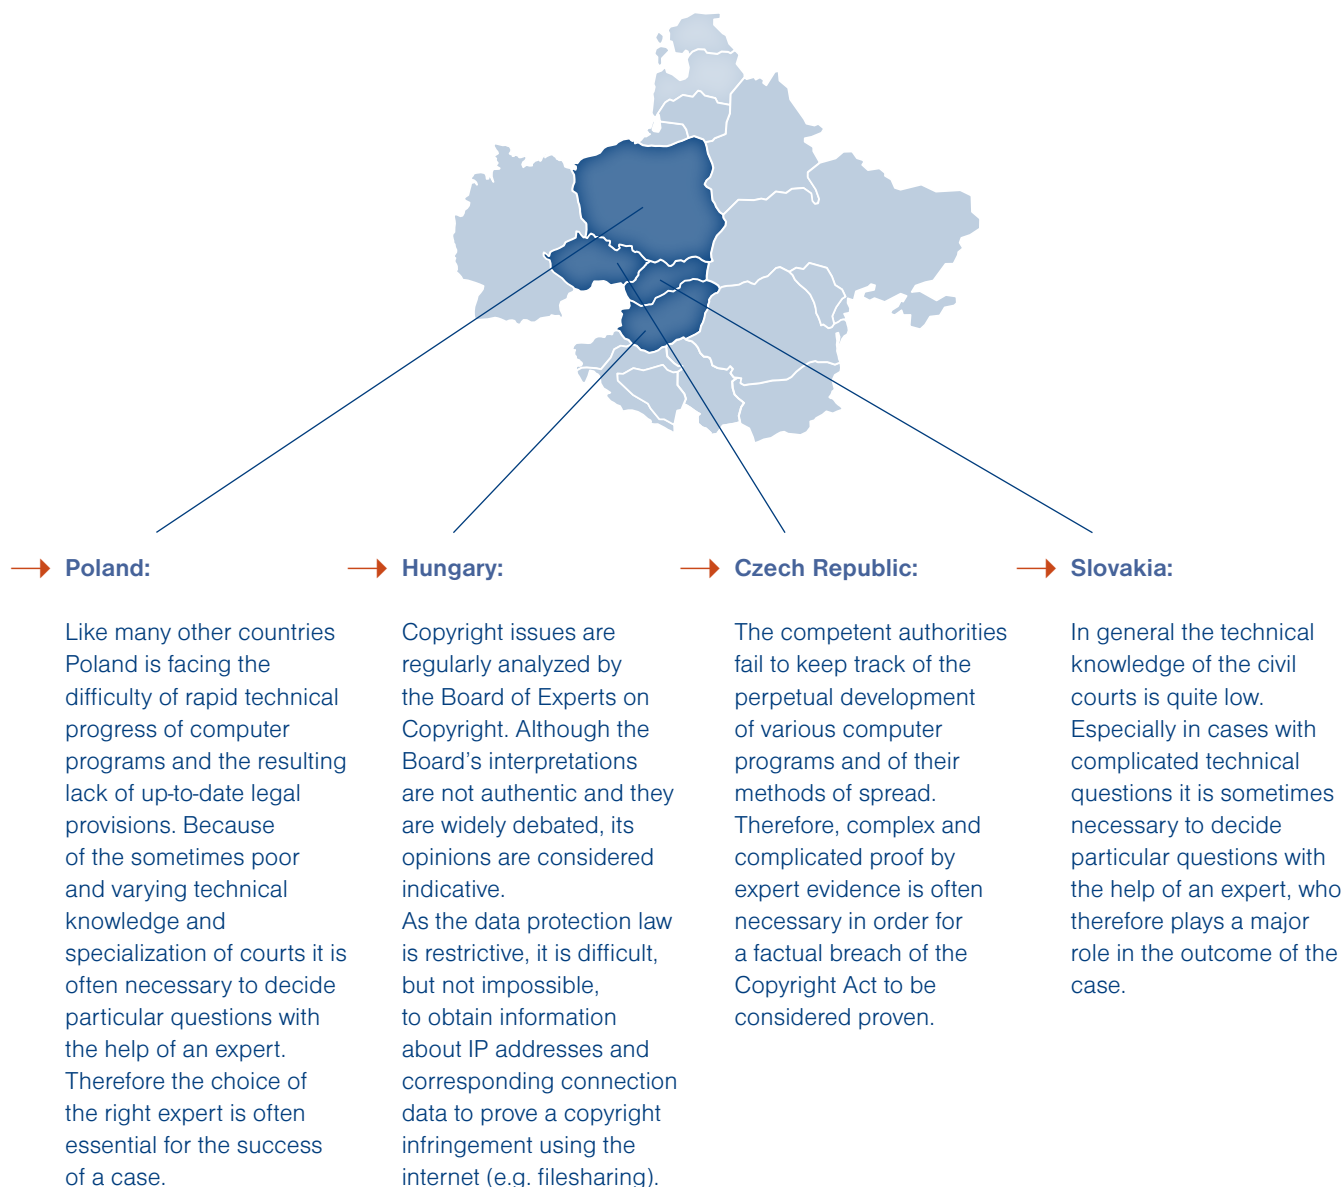 Poland:
Like many other countries
Poland is facing the
difficulty of rapid technical
progress of computer
programs and the resulting
lack of up-to-date legal
provisions. Because
of the sometimes poor
and varying technical
knowledge and
specialization of courts it is
often necessary to decide
particular questions with
the help of an expert.
Therefore the choice of
the right expert is often
essential for the success
of a case.
Hungary:
Copyright issues are
regularly analyzed by
the Board of Experts on
Copyright. Although the
Board’s interpretations
are not authentic and they
are widely debated, its
opinions are considered
indicative.
As the data protection law
is restrictive, it is difficult,
but not impossible,
to obtain information
about IP addresses and
corresponding connection
data to prove a copyright
infringement using the
internet (e.g. filesharing).
Czech Republic:
The competent authorities
fail to keep track of the
perpetual development
of various computer
programs and of their
methods of spread.
Therefore, complex and
complicated proof by
expert evidence is often
necessary in order for
a factual breach of the
Copyright Act to be
considered proven.
Slovakia:
In general the technical
knowledge of the civil
courts is quite low.
Especially in cases with
complicated technical
questions it is sometimes
necessary to decide
particular questions with
the help of an expert, who
therefore plays a major
role in the outcome of the
case.